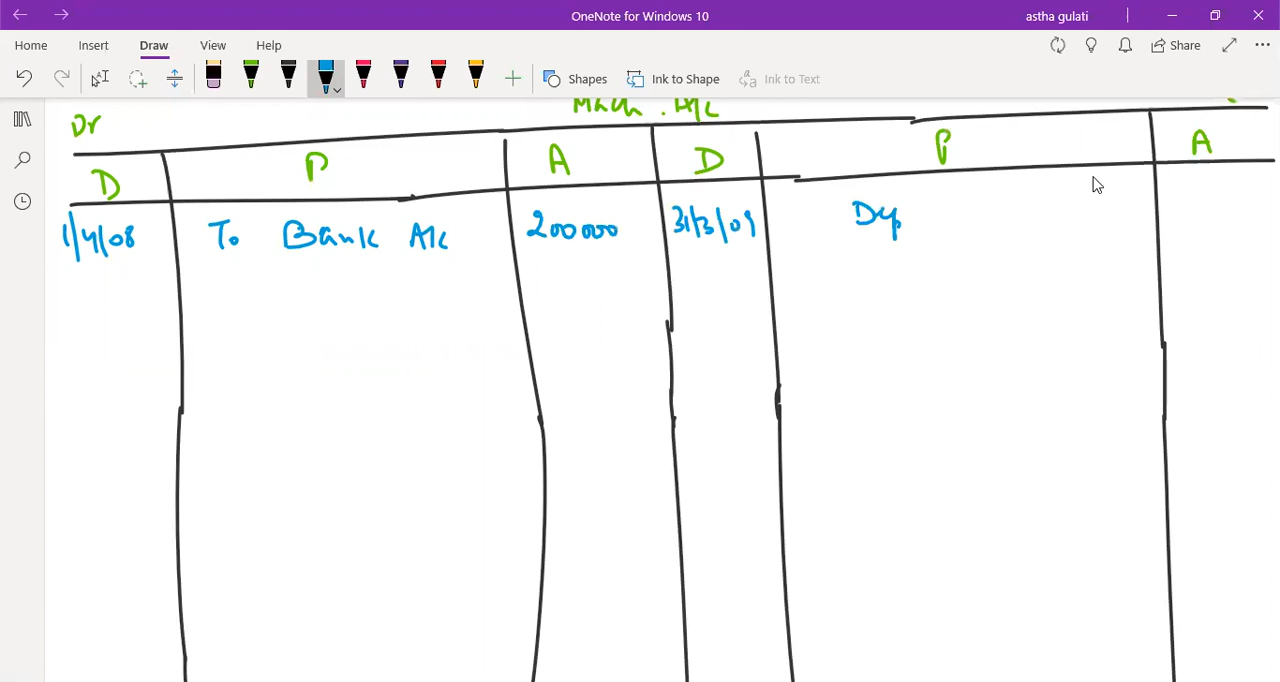 OneNote for Windows 10
astha gulati
Home Insert Draw View Help
Share
Shapes
Ink to Shape
Ink to Text
Mach. A/c
Dr
D P A D P A
1/4/08 To Bank A/c 200000 31/3/09 Dep